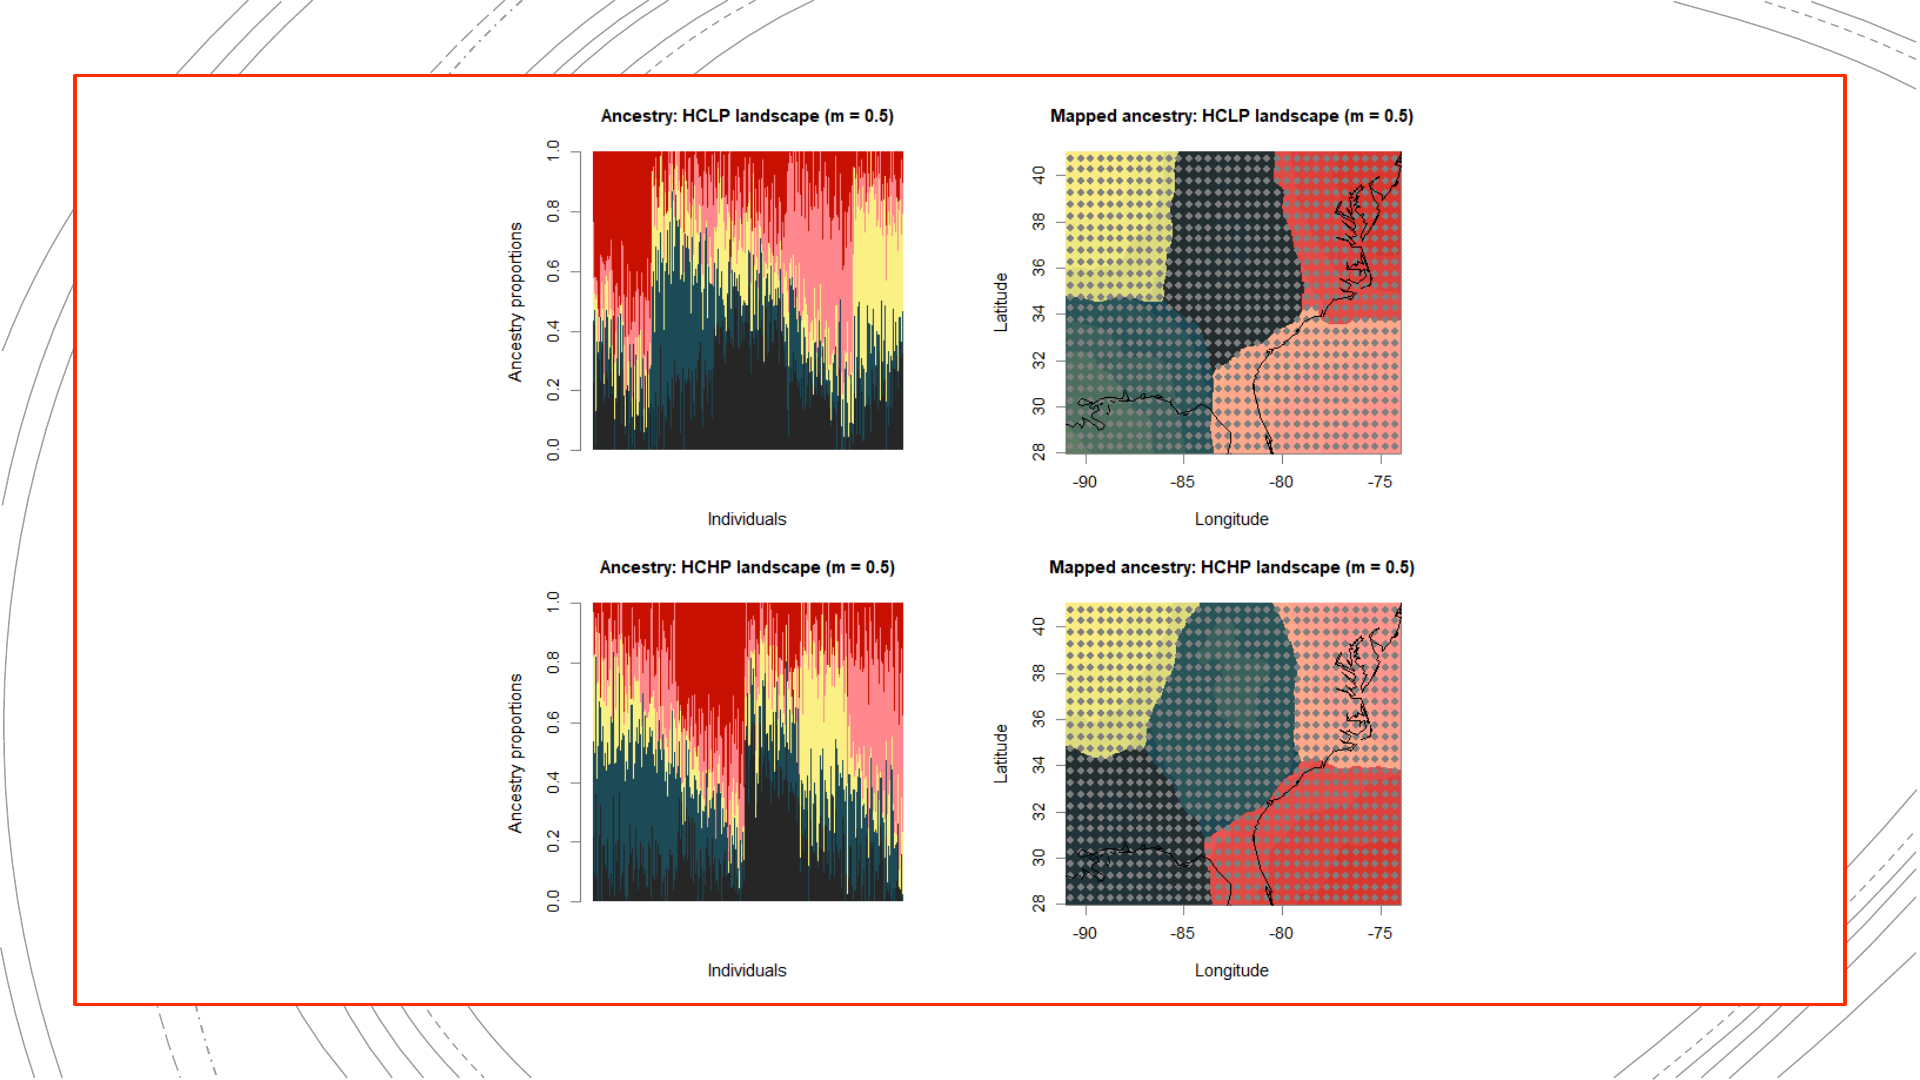 Ancestry: HCLP landscape (m = 0.5)
Ancestry proportions
1.0
0.8
0.6
0.4
0.2
0.0
Individuals
Mapped ancestry: HCLP landscape (m = 0.5)
Latitude
40
38
36
34
32
30
28
-90 -85 -80 -75
Longitude
Ancestry: HCHP landscape (m = 0.5)
Ancestry proportions
1.0
0.8
0.6
0.4
0.2
0.0
Individuals
Mapped ancestry: HCHP landscape (m = 0.5)
Latitude
40
38
36
34
32
30
28
-90 -85 -80 -75
Longitude